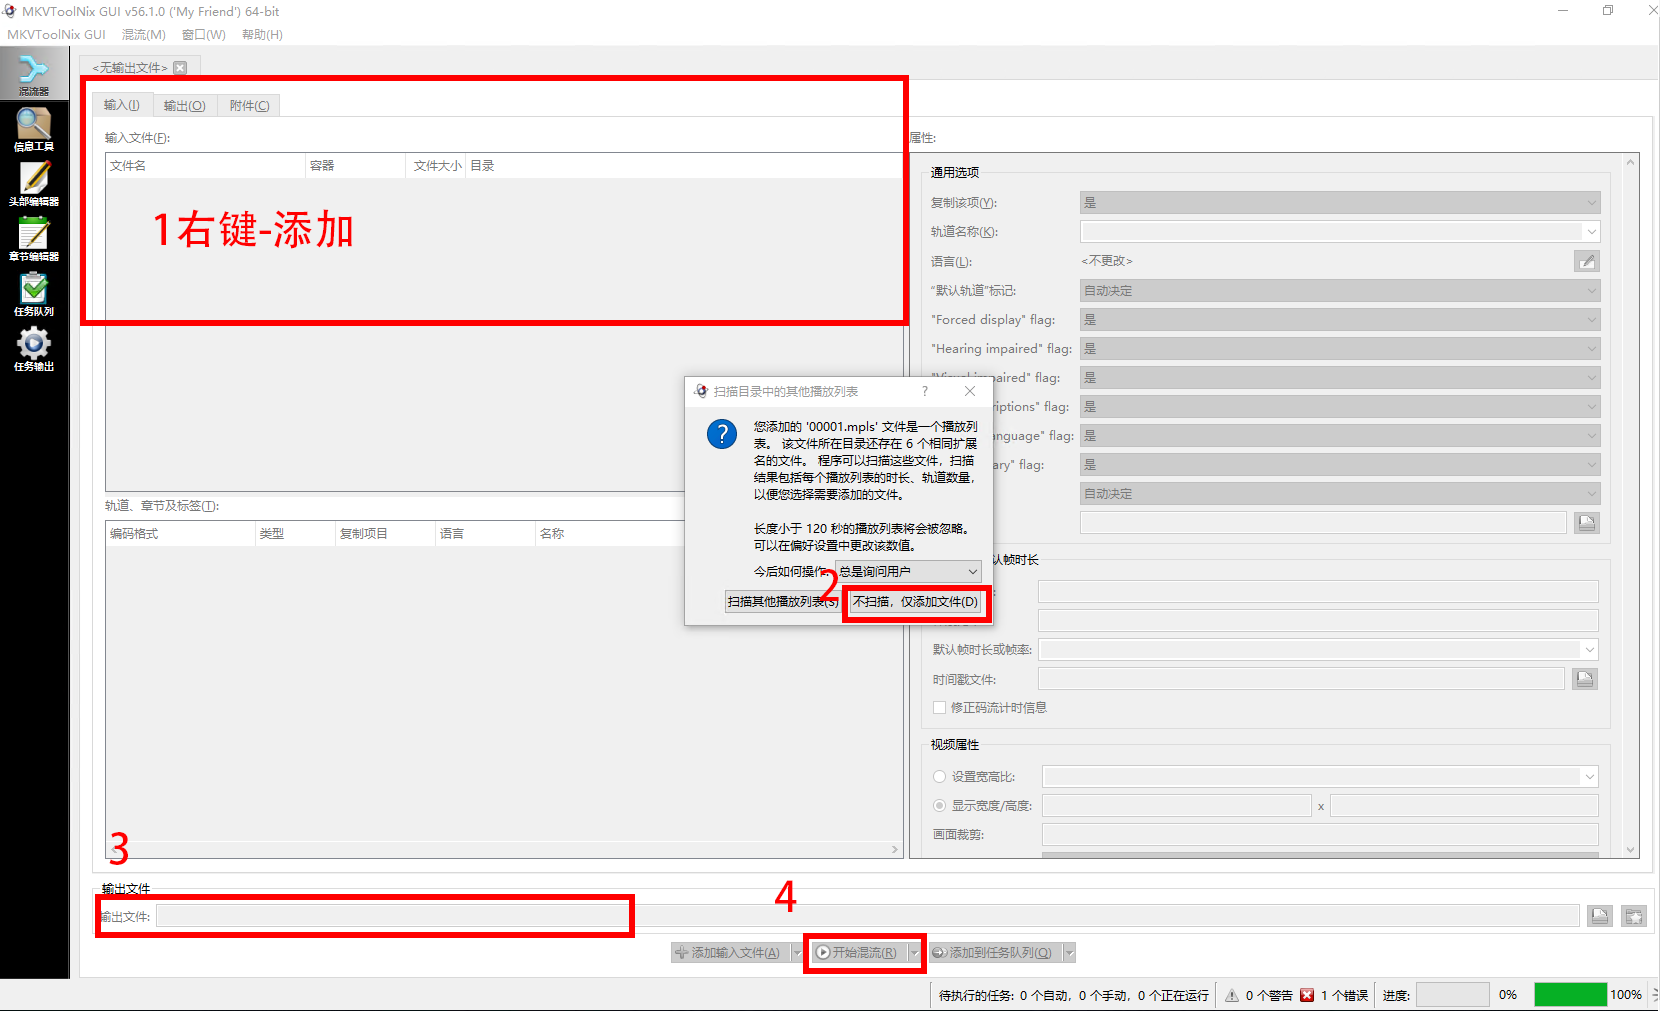 MKVToolNix GUI v56.1.0 ('My Friend') 64-bit
MKVToolNix GUI 混流(M) 窗口(W) 帮助(H)
<无输出文件>
混流器
信息工具
头部编辑器
章节编辑器
任务队列
任务输出
输入(I) 输出(O) 附件(C)
输入文件(F):
文件名 容器 文件大小 目录
1右键-添加
轨道、章节及标签(T):
编码格式 类型 复制项目 语言 名称
属性:
通用选项
复制该项(Y): 是
轨道名称(K):
语言(L): <不更改>
“默认轨道”标记: 自动决定
"Forced display" flag: 是
"Hearing impaired" flag: 是
paired" flag: 是
riptions" flag: 是
anguage" flag: 是
ary" flag: 是
自动决定
认帧时长
默认帧时长或帧率:
时间戳文件:
修正码流计时信息
视频属性
设置宽高比:
显示宽度/高度: x
画面裁剪:
扫描目录中的其他播放列表 ?
您添加的 '00001.mpls' 文件是一个播放列
表。 该文件所在目录还存在 6 个相同扩展
名的文件。 程序可以扫描这些文件，扫描
结果包括每个播放列表的时长、轨道数量，
以便您选择需要添加的文件。
长度小于 120 秒的播放列表将会被忽略。
可以在偏好设置中更改该数值。
今后如何操作: 总是询问用户
2
扫描其他播放列表(S) 不扫描，仅添加文件(D)
3
输出文件
输出文件:
4
添加输入文件(A) 开始混流(R) 添加到任务队列(Q)
待执行的任务: 0 个自动，0 个手动，0 个正在运行 0 个警告 1 个错误 进度: 0% 100%